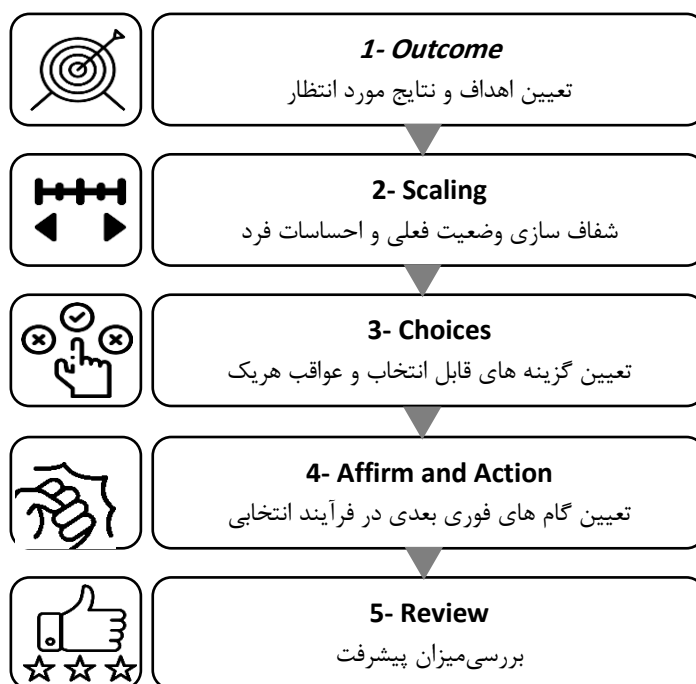 1- Outcome
تعیین اهداف و نتایج مورد انتظار
2- Scaling
شفاف سازی وضعیت فعلی و احساسات فرد
3- Choices
تعیین گزینه های قابل انتخاب و عواقب هریک
4- Affirm and Action
تعیین گام های فوری بعدی در فرآیند انتخابی
5- Review
بررسی‌میزان پیشرفت